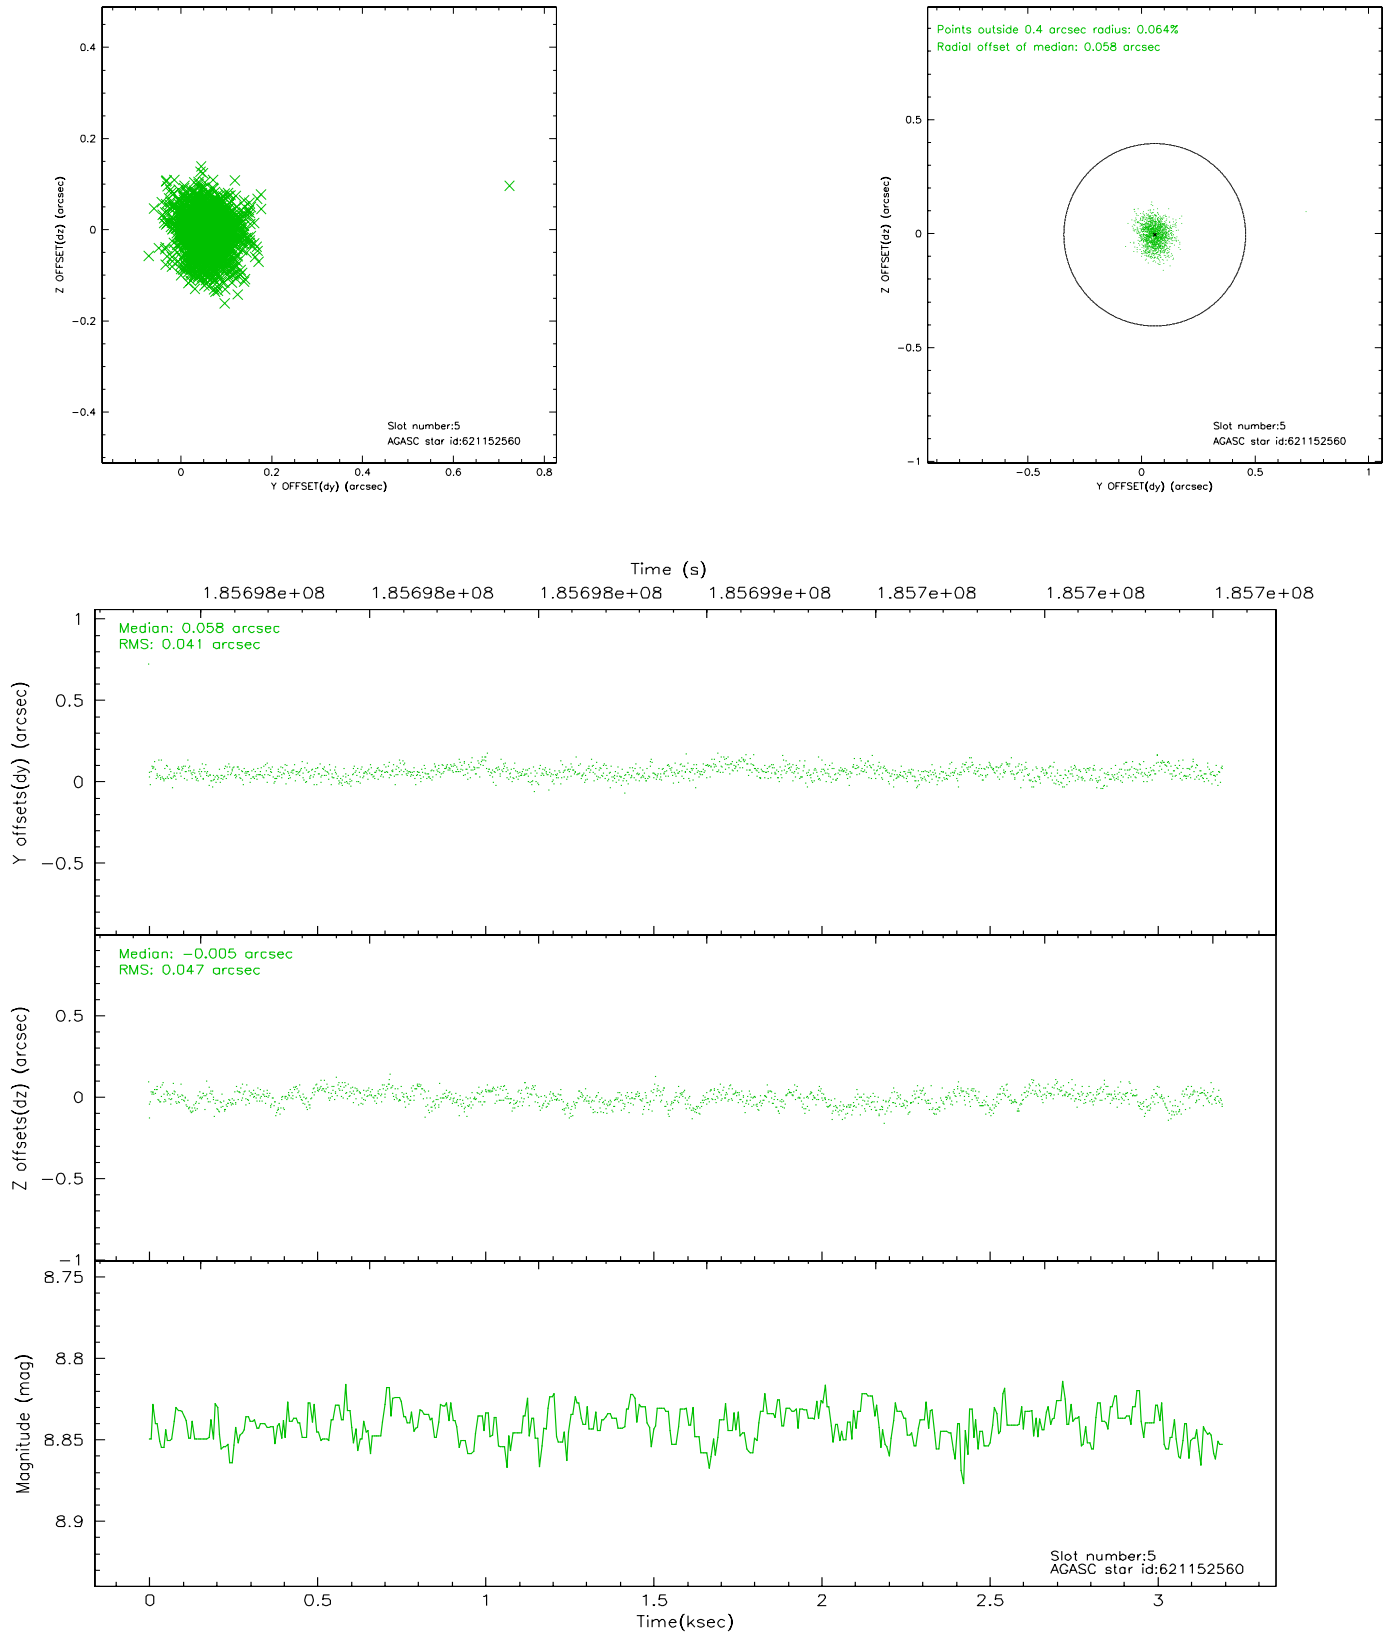 0.4
0.2
0
−0.2
−0.4
Z OFFSET(dz) (arcsec)
Slot number:5
AGASC star id:621152560
0 0.2 0.4 0.6 0.8
Y OFFSET(dy) (arcsec)
Points outside 0.4 arcsec radius: 0.064%
Radial offset of median: 0.058 arcsec
0.5
0
−0.5
−1
Z OFFSET(dz) (arcsec)
Slot number:5
AGASC star id:621152560
−0.5 0 0.5 1
Y OFFSET(dy) (arcsec)
Time (s)
1.85698e+08 1.85698e+08 1.85698e+08 1.85699e+08 1.857e+08 1.857e+08 1.857e+08
Median: 0.058 arcsec
RMS: 0.041 arcsec
1
0.5
0
−0.5
Y offsets(dy) (arcsec)
Median: −0.005 arcsec
RMS: 0.047 arcsec
0.5
0
−0.5
−1
Z offsets(dz) (arcsec)
8.75
8.8
8.85
8.9
Magnitude (mag)
Slot number:5
AGASC star id:621152560
0 0.5 1 1.5 2 2.5 3
Time(ksec)